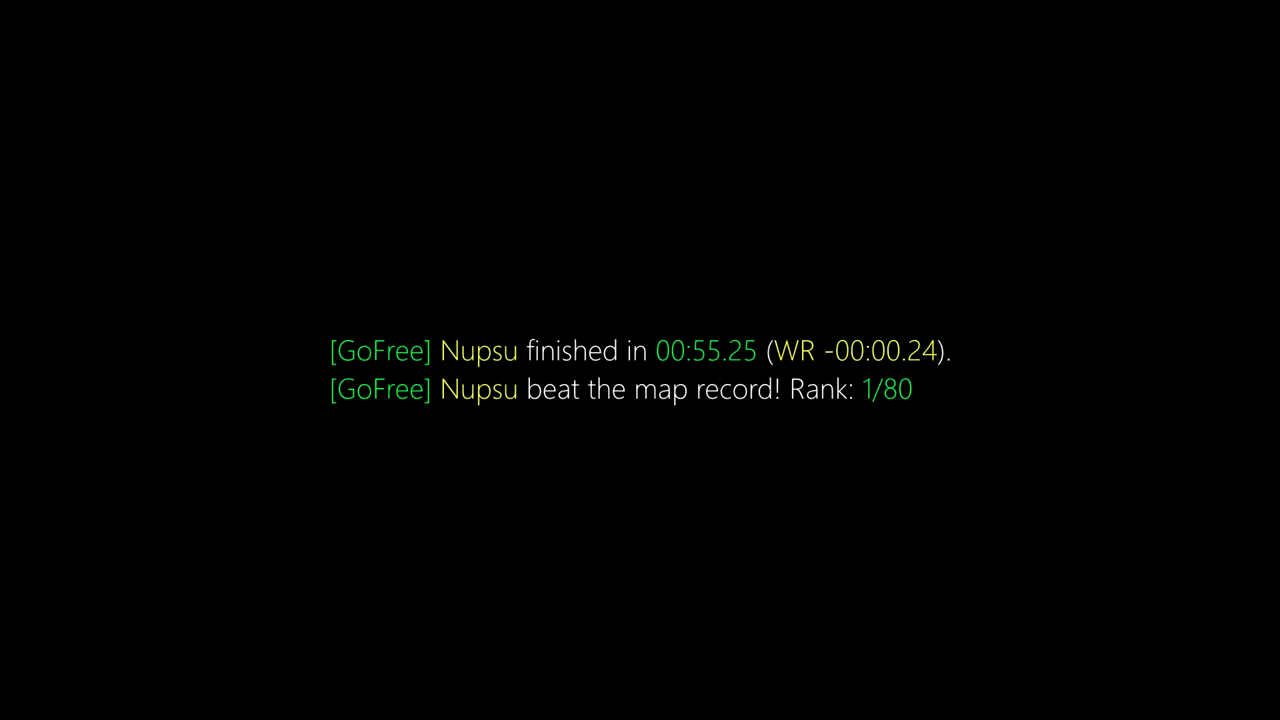 [GoFree] Nupsu finished in 00:55.25 (WR -00:00.24).
[GoFree] Nupsu beat the map record! Rank: 1/80